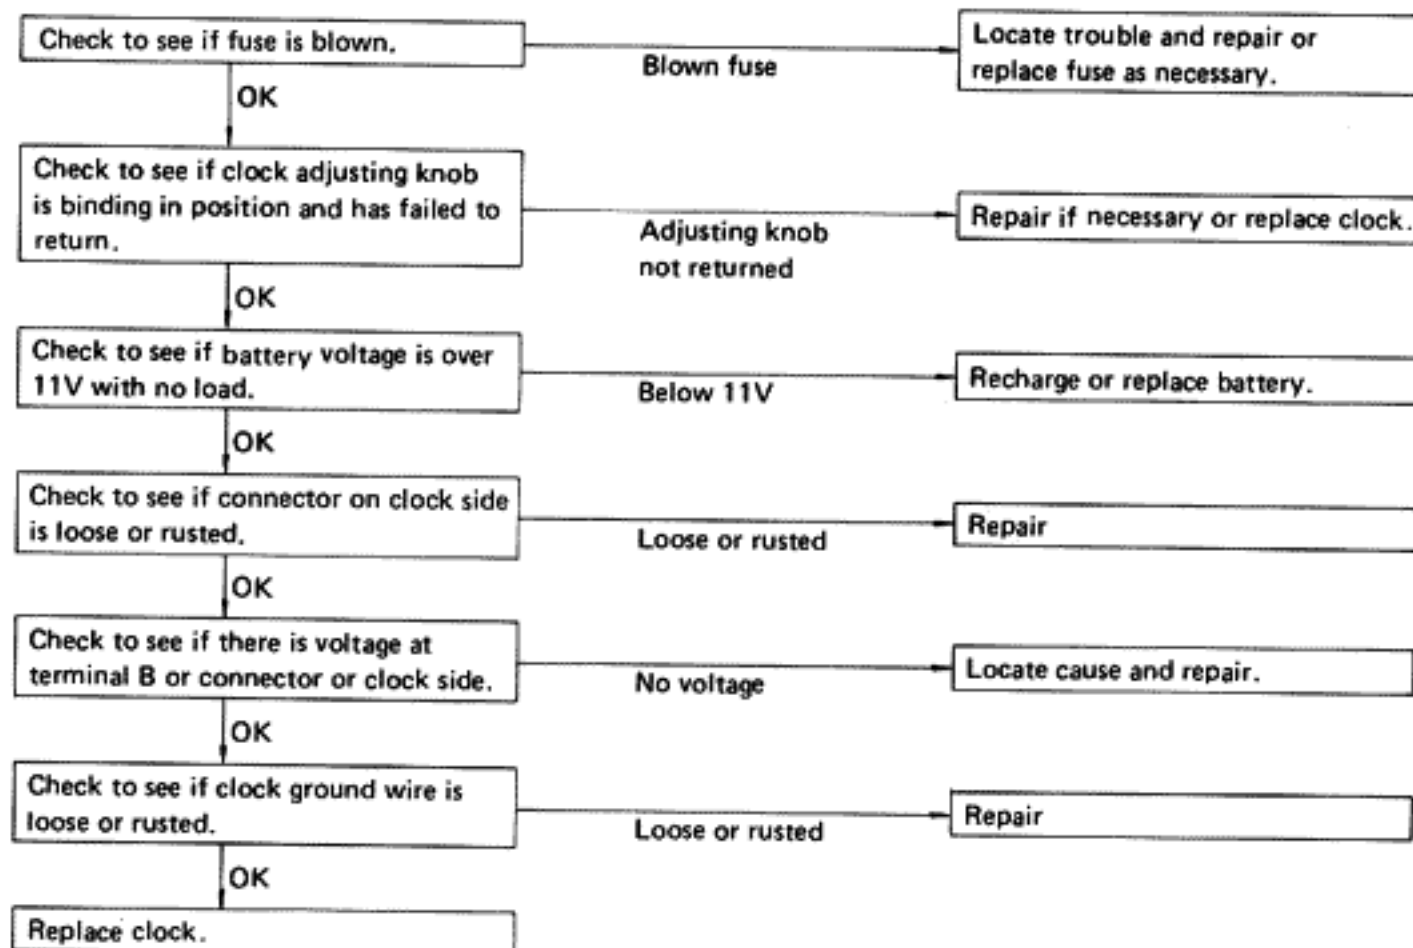 Check to see if fuse is blown.
Blown fuse
Locate trouble and repair or
replace fuse as necessary.
OK
Check to see if clock adjusting knob
is binding in position and has failed to
return.
Adjusting knob
not returned
Repair if necessary or replace clock.
OK
Check to see if battery voltage is over
11V with no load.
Below 11V
Recharge or replace battery.
OK
Check to see if connector on clock side
is loose or rusted.
Loose or rusted
Repair
OK
Check to see if there is voltage at
terminal B or connector or clock side.
No voltage
Locate cause and repair.
OK
Check to see if clock ground wire is
loose or rusted.
Loose or rusted
Repair
OK
Replace clock.